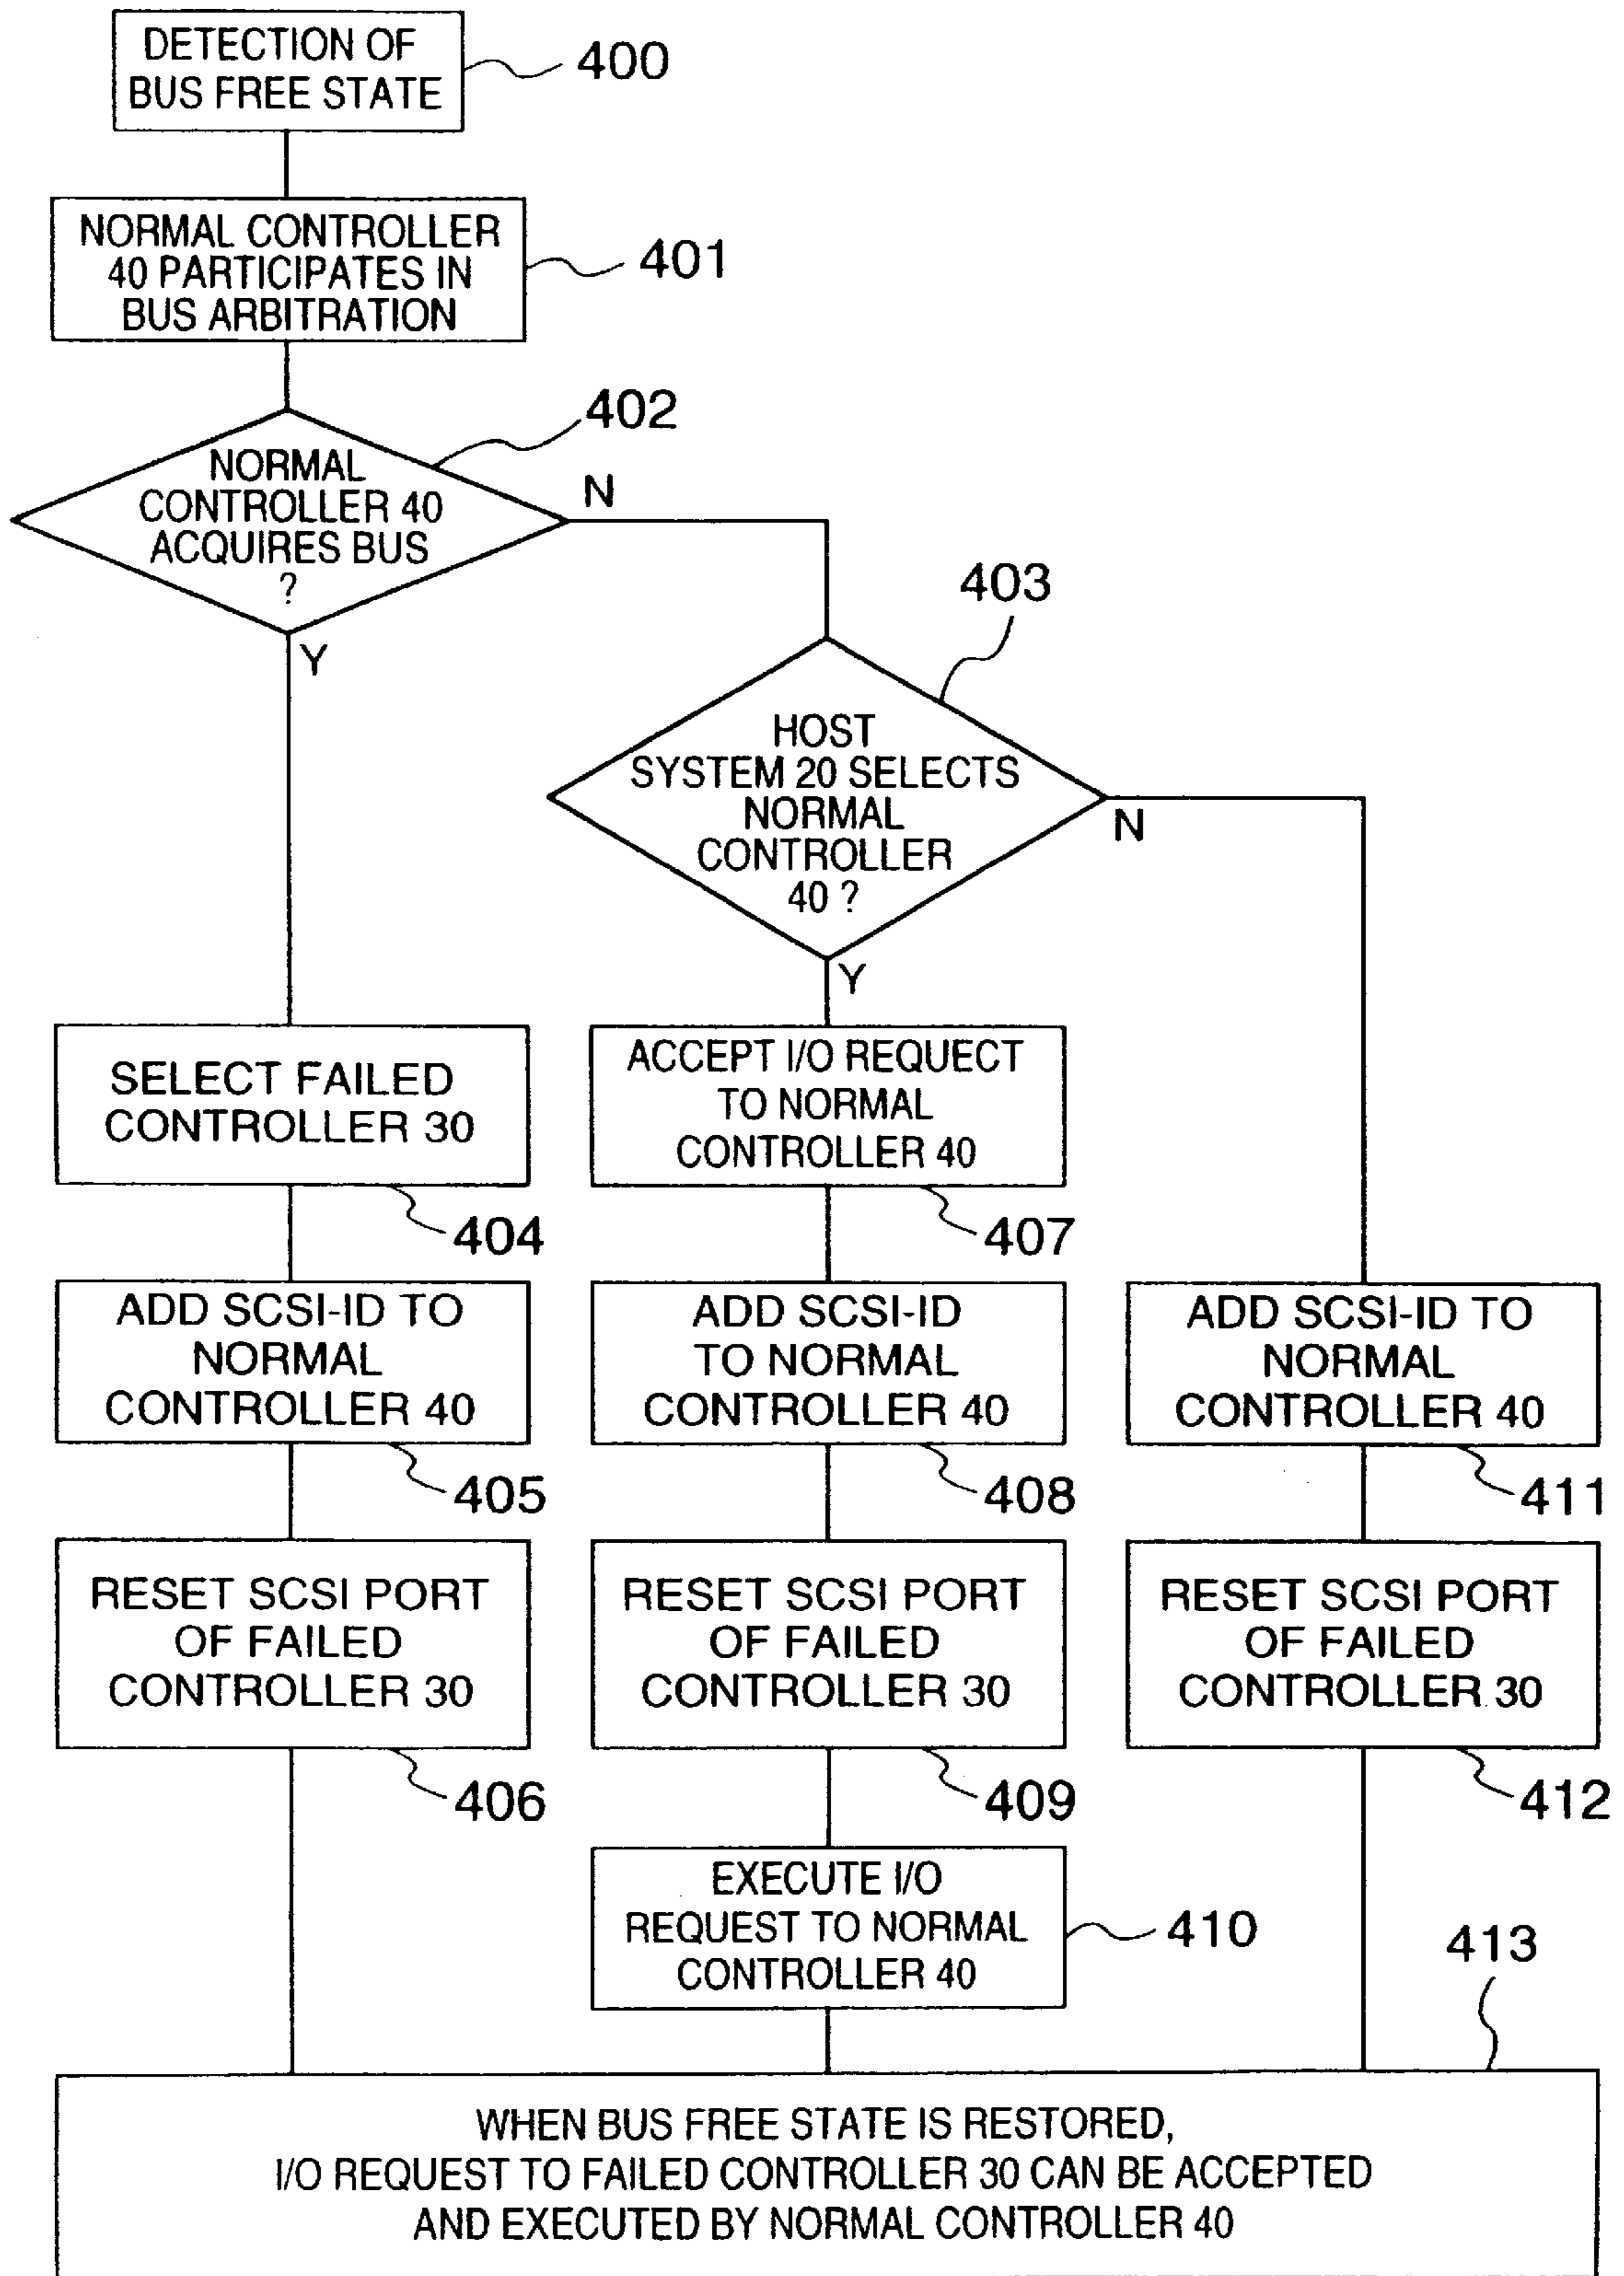 DETECTION OF
BUS FREE STATE
400
NORMAL CONTROLLER
40 PARTICIPATES IN
BUS ARBITRATION
401
402
NORMAL
CONTROLLER 40
ACQUIRES BUS
?
N
Y
403
HOST
SYSTEM 20 SELECTS
NORMAL
CONTROLLER
40 ?
N
Y
SELECT FAILED
CONTROLLER 30
404
ACCEPT I/O REQUECT
TO NORMAL
CONTROLLER 40
407
ADD SCSI-ID TO
NORMAL
CONTROLLER 40
405
ADD SCSI-ID
TO NORMAL
CONTROLLER 40
408
ADD SCSI-ID TO
NORMAL
CONTROLLER 40
411
RESET SCSI PORT
OF FAILED
CONTROLLER 30
406
RESET SCSI PORT
OF FAILED
CONTROLLER 30
409
RESET SCSI PORT
OF FAILED
CONTROLLER 30
412
EXECUTE I/O
REQUEST TO NORMAL
CONTROLLER 40
410
413
WHEN BUS FREE STATE IS RESTORED,
I/O REQUEST TO FAILED CONTROLLER 30 CAN BE ACCEPTED
AND EXECUTED BY NORMAL CONTROLLER 40